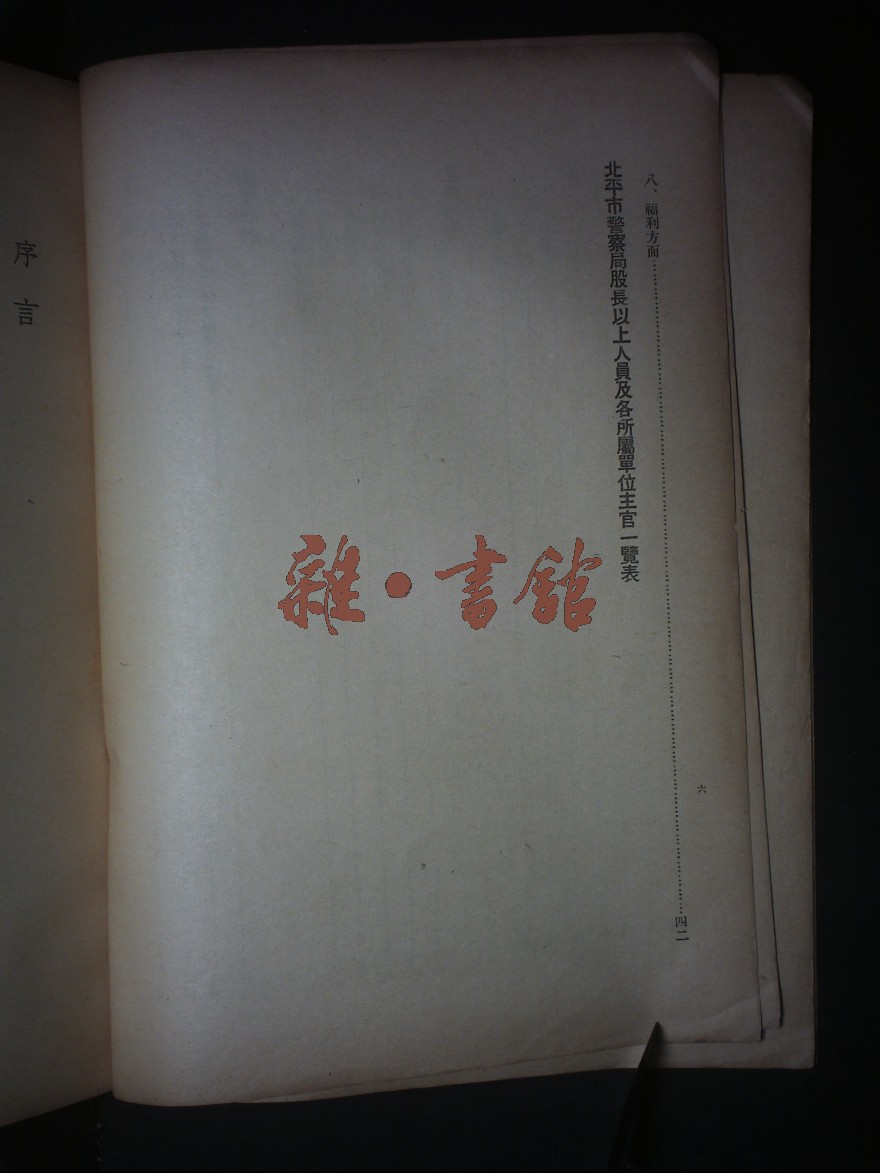 八、福利方面……………………四二
北平市警察局股長以上人員及各所屬單位主官一覽表
六
序言
雜·書館